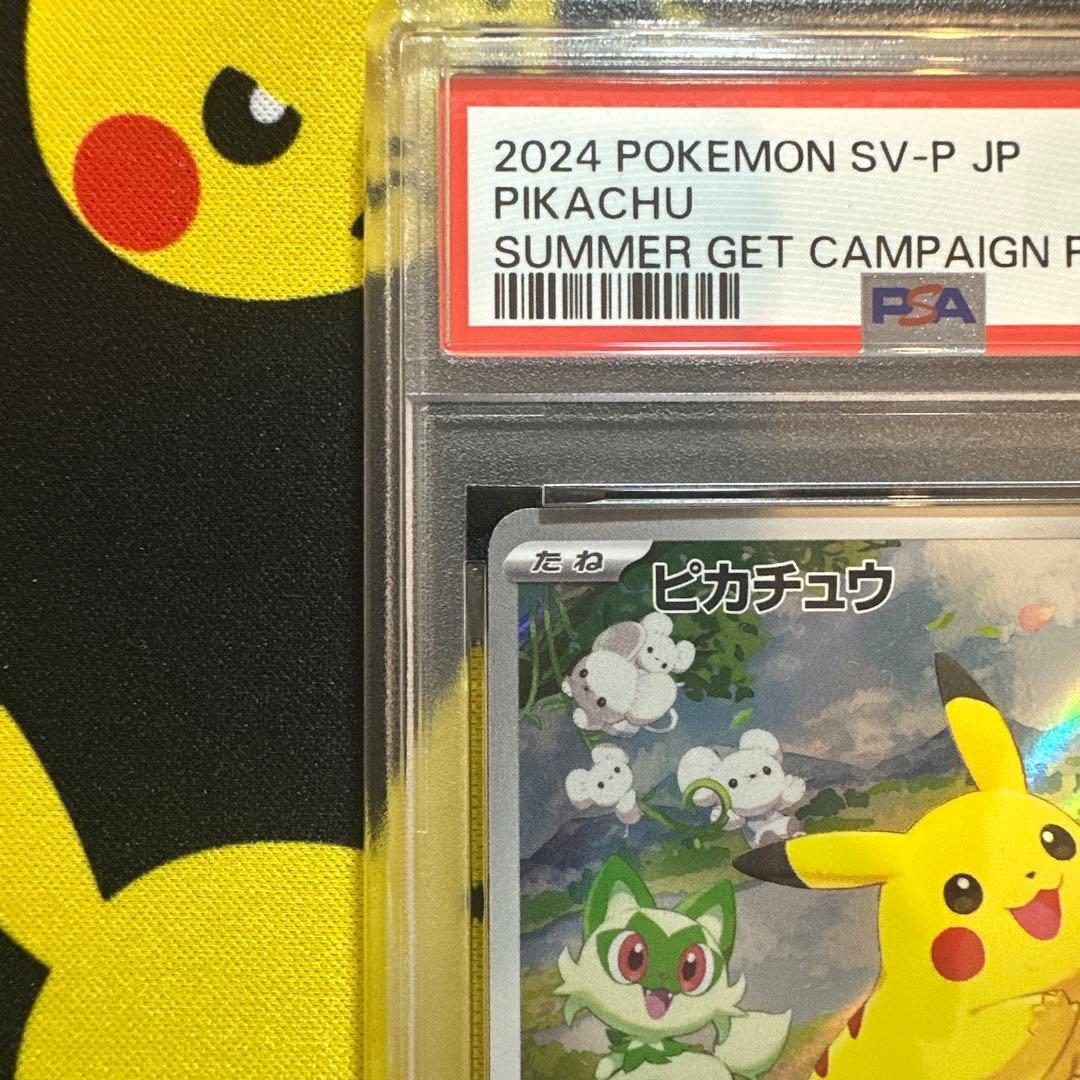 2024 POKEMON SV-P JP
PIKACHU
SUMMER GET CAMPAIGN
PSA
たね
ピカチュウ